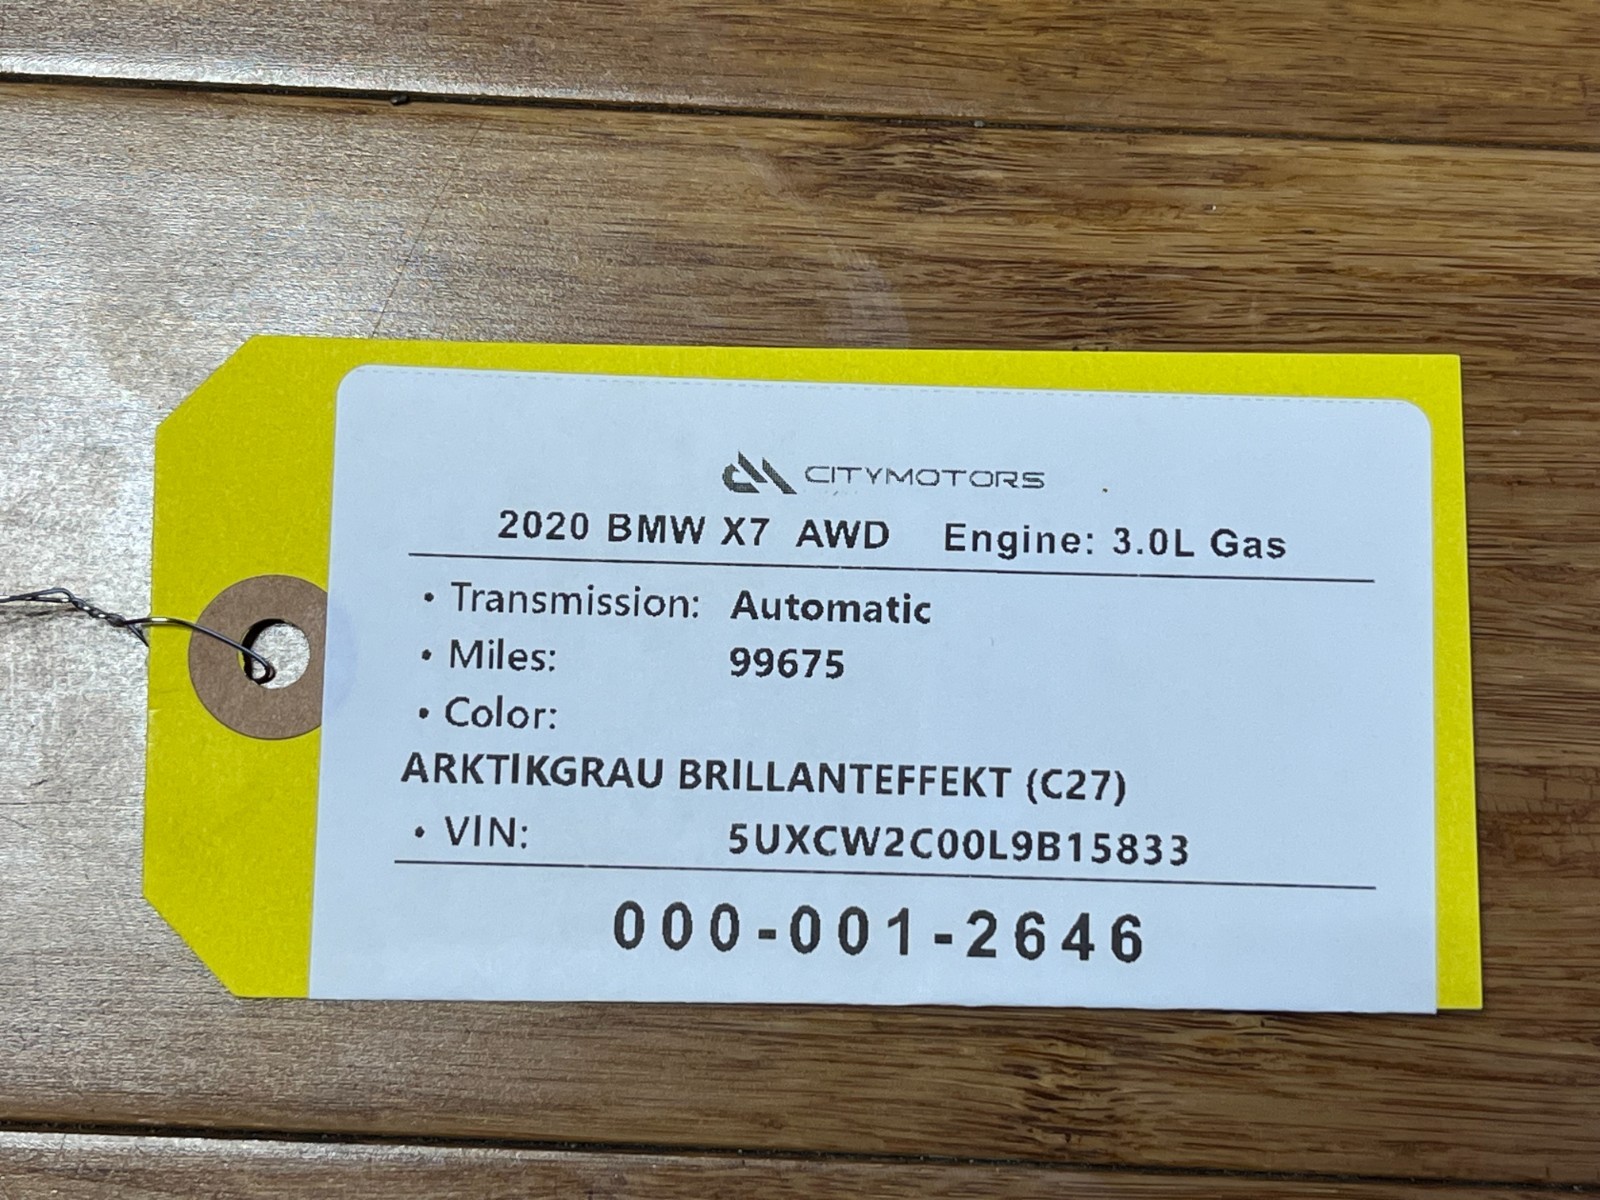 CITYMOTORS
2020 BMW X7 AWD Engine: 3.0L Gas
• Transmission: Automatic
• Miles: 99675
• Color:
ARKTIKGRAU BRILLANTEFFEKT (C27)
• VIN: 5UXCW2C00L9B15833
000-001-2646